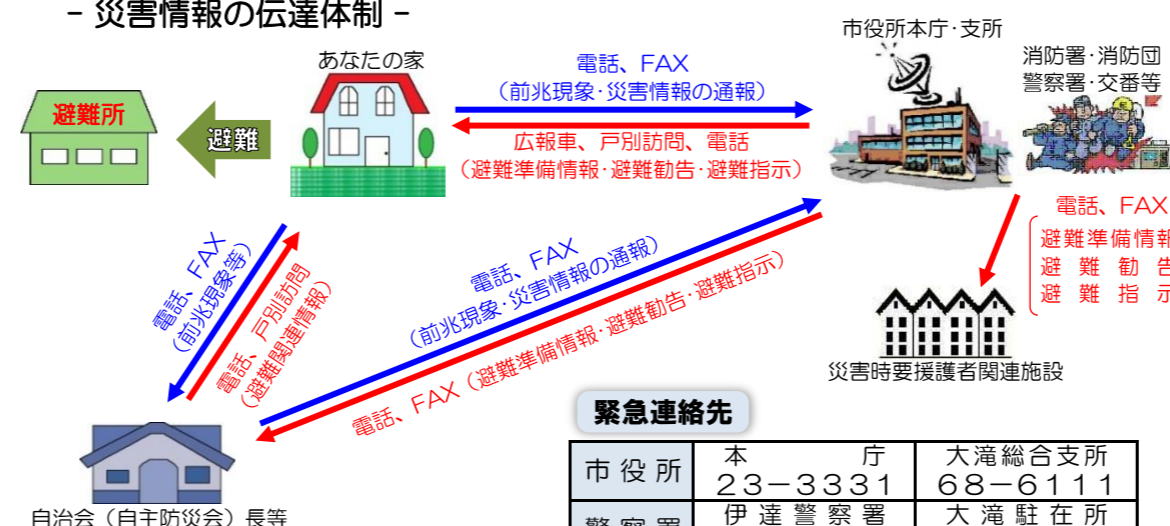 - 災害情報の伝達体制 -
市役所本庁・支所
消防署・消防団
警察署・交番等
あなたの家
避難所
避難
電話、FAX
（前兆現象・災害情報の通報）
広報車、戸別訪問、電話
（避難準備情報・避難勧告・避難指示）
電話、FAX
避難準備情報
避難勧告
避難指示
電話、FAX
（前兆現象等）
電話、戸別訪問
（避難関連情報）
電話、FAX
（前兆現象・災害情報の通報）
電話、FAX（避難準備情報・避難勧告・避難指示）
災害時要援護者関連施設
自治会（自主防災会）長等
緊急連絡先
市役所 本庁 大滝総合支所
23−3331 68−6111
警察署 伊達警察署 大滝駐在所